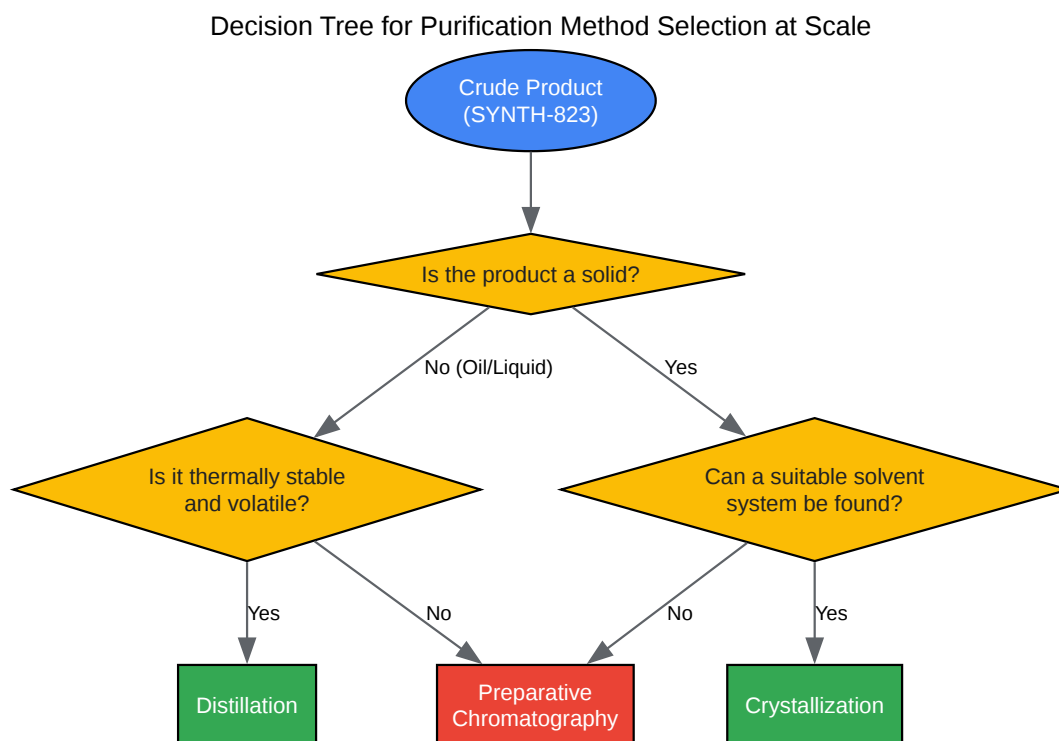 Decision Tree for Purification Method Selection at Scale
Crude Product
(SYNTH-823)
Is the product a solid?
No (Oil/Liquid)
Yes
Is it thermally stable
and volatile?
Can a suitable solvent
system be found?
Yes
No
No
Yes
Distillation
Preparative
Chromatography
Crystallization